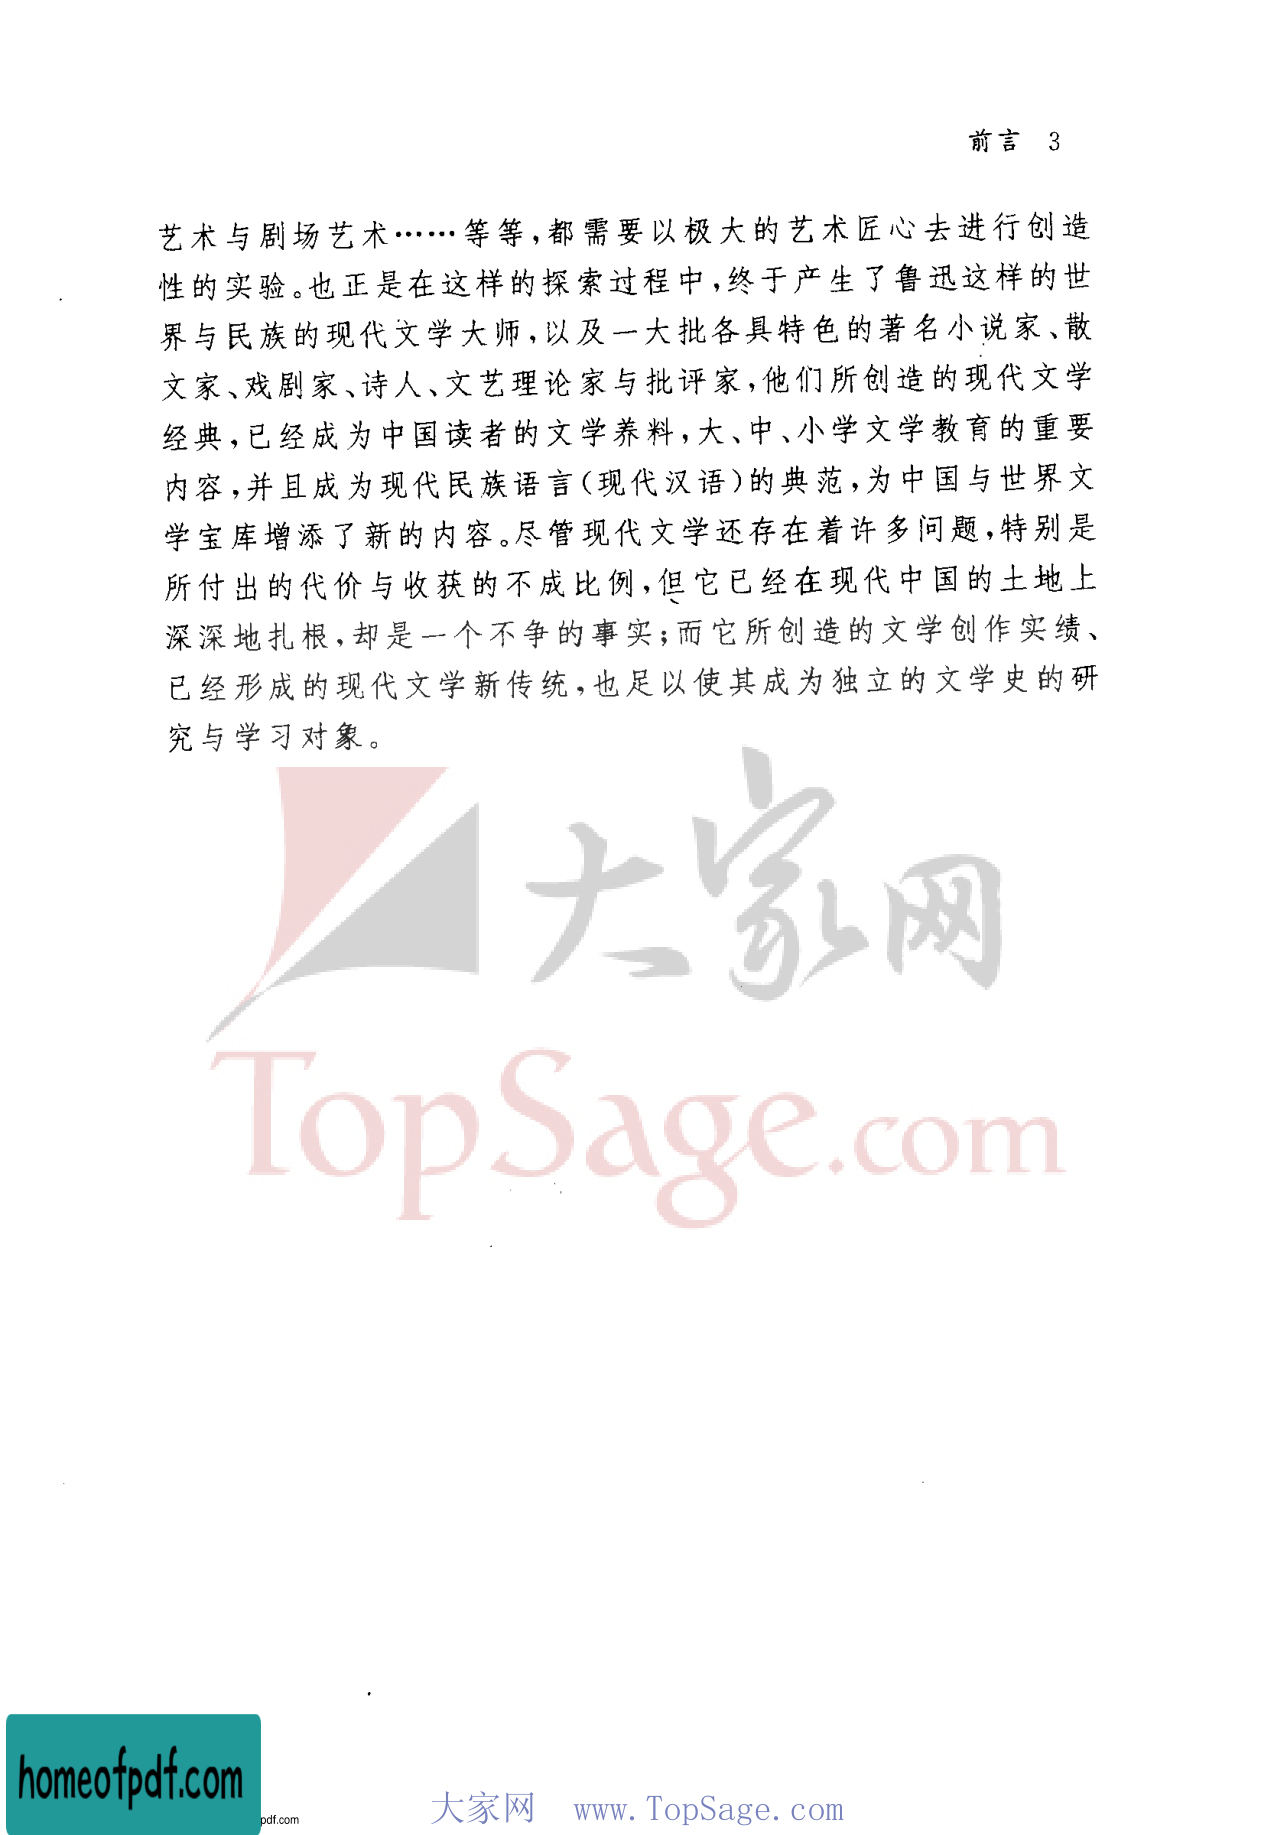 前言 3
艺术与剧场艺术……等等，都需要以极大的艺术匠心去进行创造
性的实验。也正是在这样的探索过程中，终于产生了鲁迅这样的世
界与民族的现代文学大师，以及一大批各具特色的著名小说家、散
文家、戏剧家、诗人、文艺理论家与批评家，他们所创造的现代文学
经典，已经成为中国读者的文学养料，大、中、小学文学教育的重要
内容，并且成为现代民族语言（现代汉语）的典范，为中国与世界文
学宝库增添了新的内容。尽管现代文学还存在着许多问题，特别是
所付出的代价与收获的不成比例，但它已经在现代中国的土地上
深深地扎根，却是一个不争的事实；而它所创造的文学创作实绩、
已经形成的现代文学新传统，也足以使其成为独立的文学史的研
究与学习对象。
大家网
TopSage.com
homeofpdf.com
pdf.com
大家网 www.TopSage.com